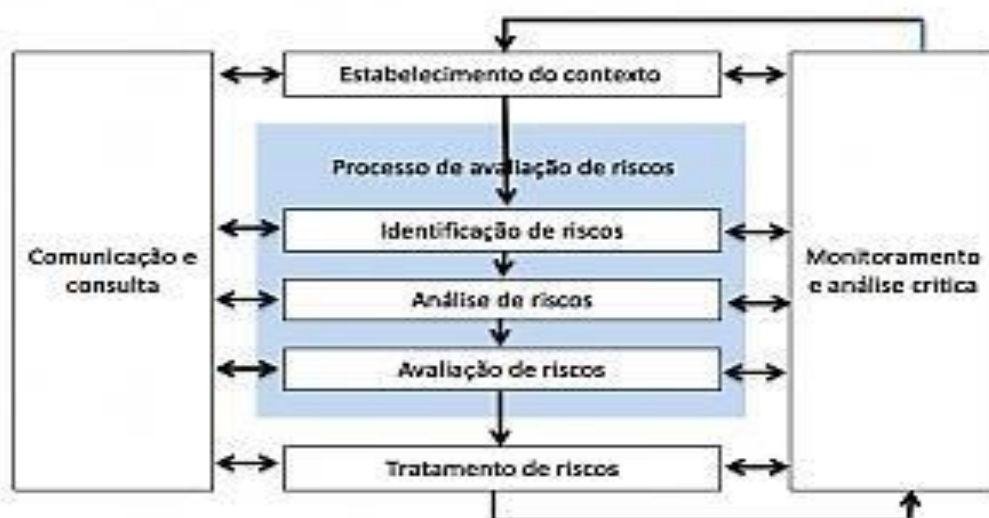 Estabelecimento do contexto
Processo de avaliação de riscos
Identificação de riscos
Comunicação e
consulta
Monitoramento
e análise crítica
Análise de riscos
Avaliação de riscos
Tratamento de riscos